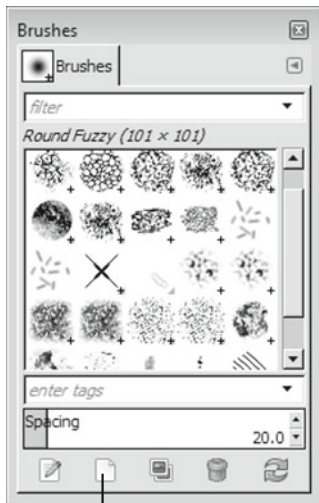 Brushes
Brushes
filter
Round Fuzzy (101 × 101)
enter tags
Spacing
20.0